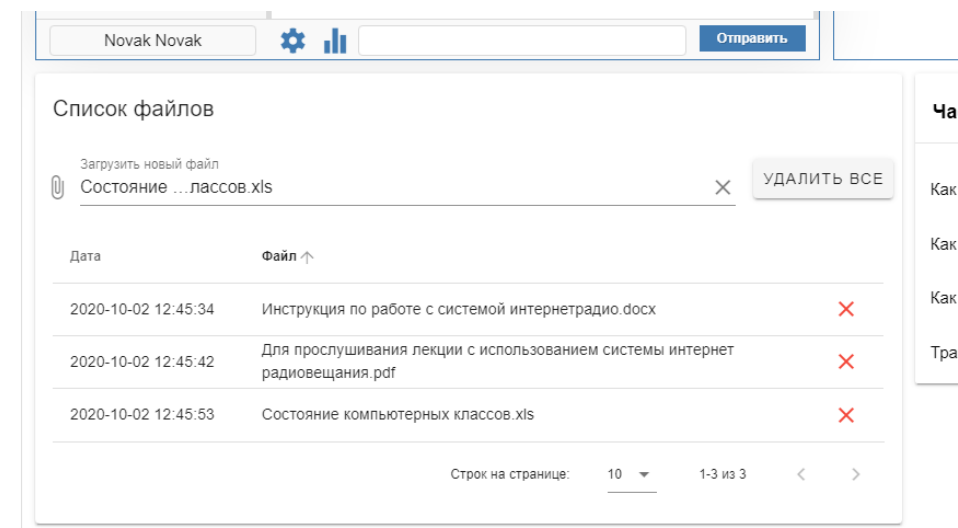 Novak Novak
Отправить
Список файлов
Загрузить новый файл
Состояние …лассов.xls
УДАЛИТЬ ВСЕ
Дата
Файл
2020-10-02 12:45:34
Инструкция по работе с системой интернетрадио.docx
2020-10-02 12:45:42
Для прослушивания лекции с использованием системы интернет
радиовещания.pdf
2020-10-02 12:45:53
Состояние компьютерных классов.xls
Строк на странице:
10
1-3 из 3
Ча
Как
Как
Как
Тра